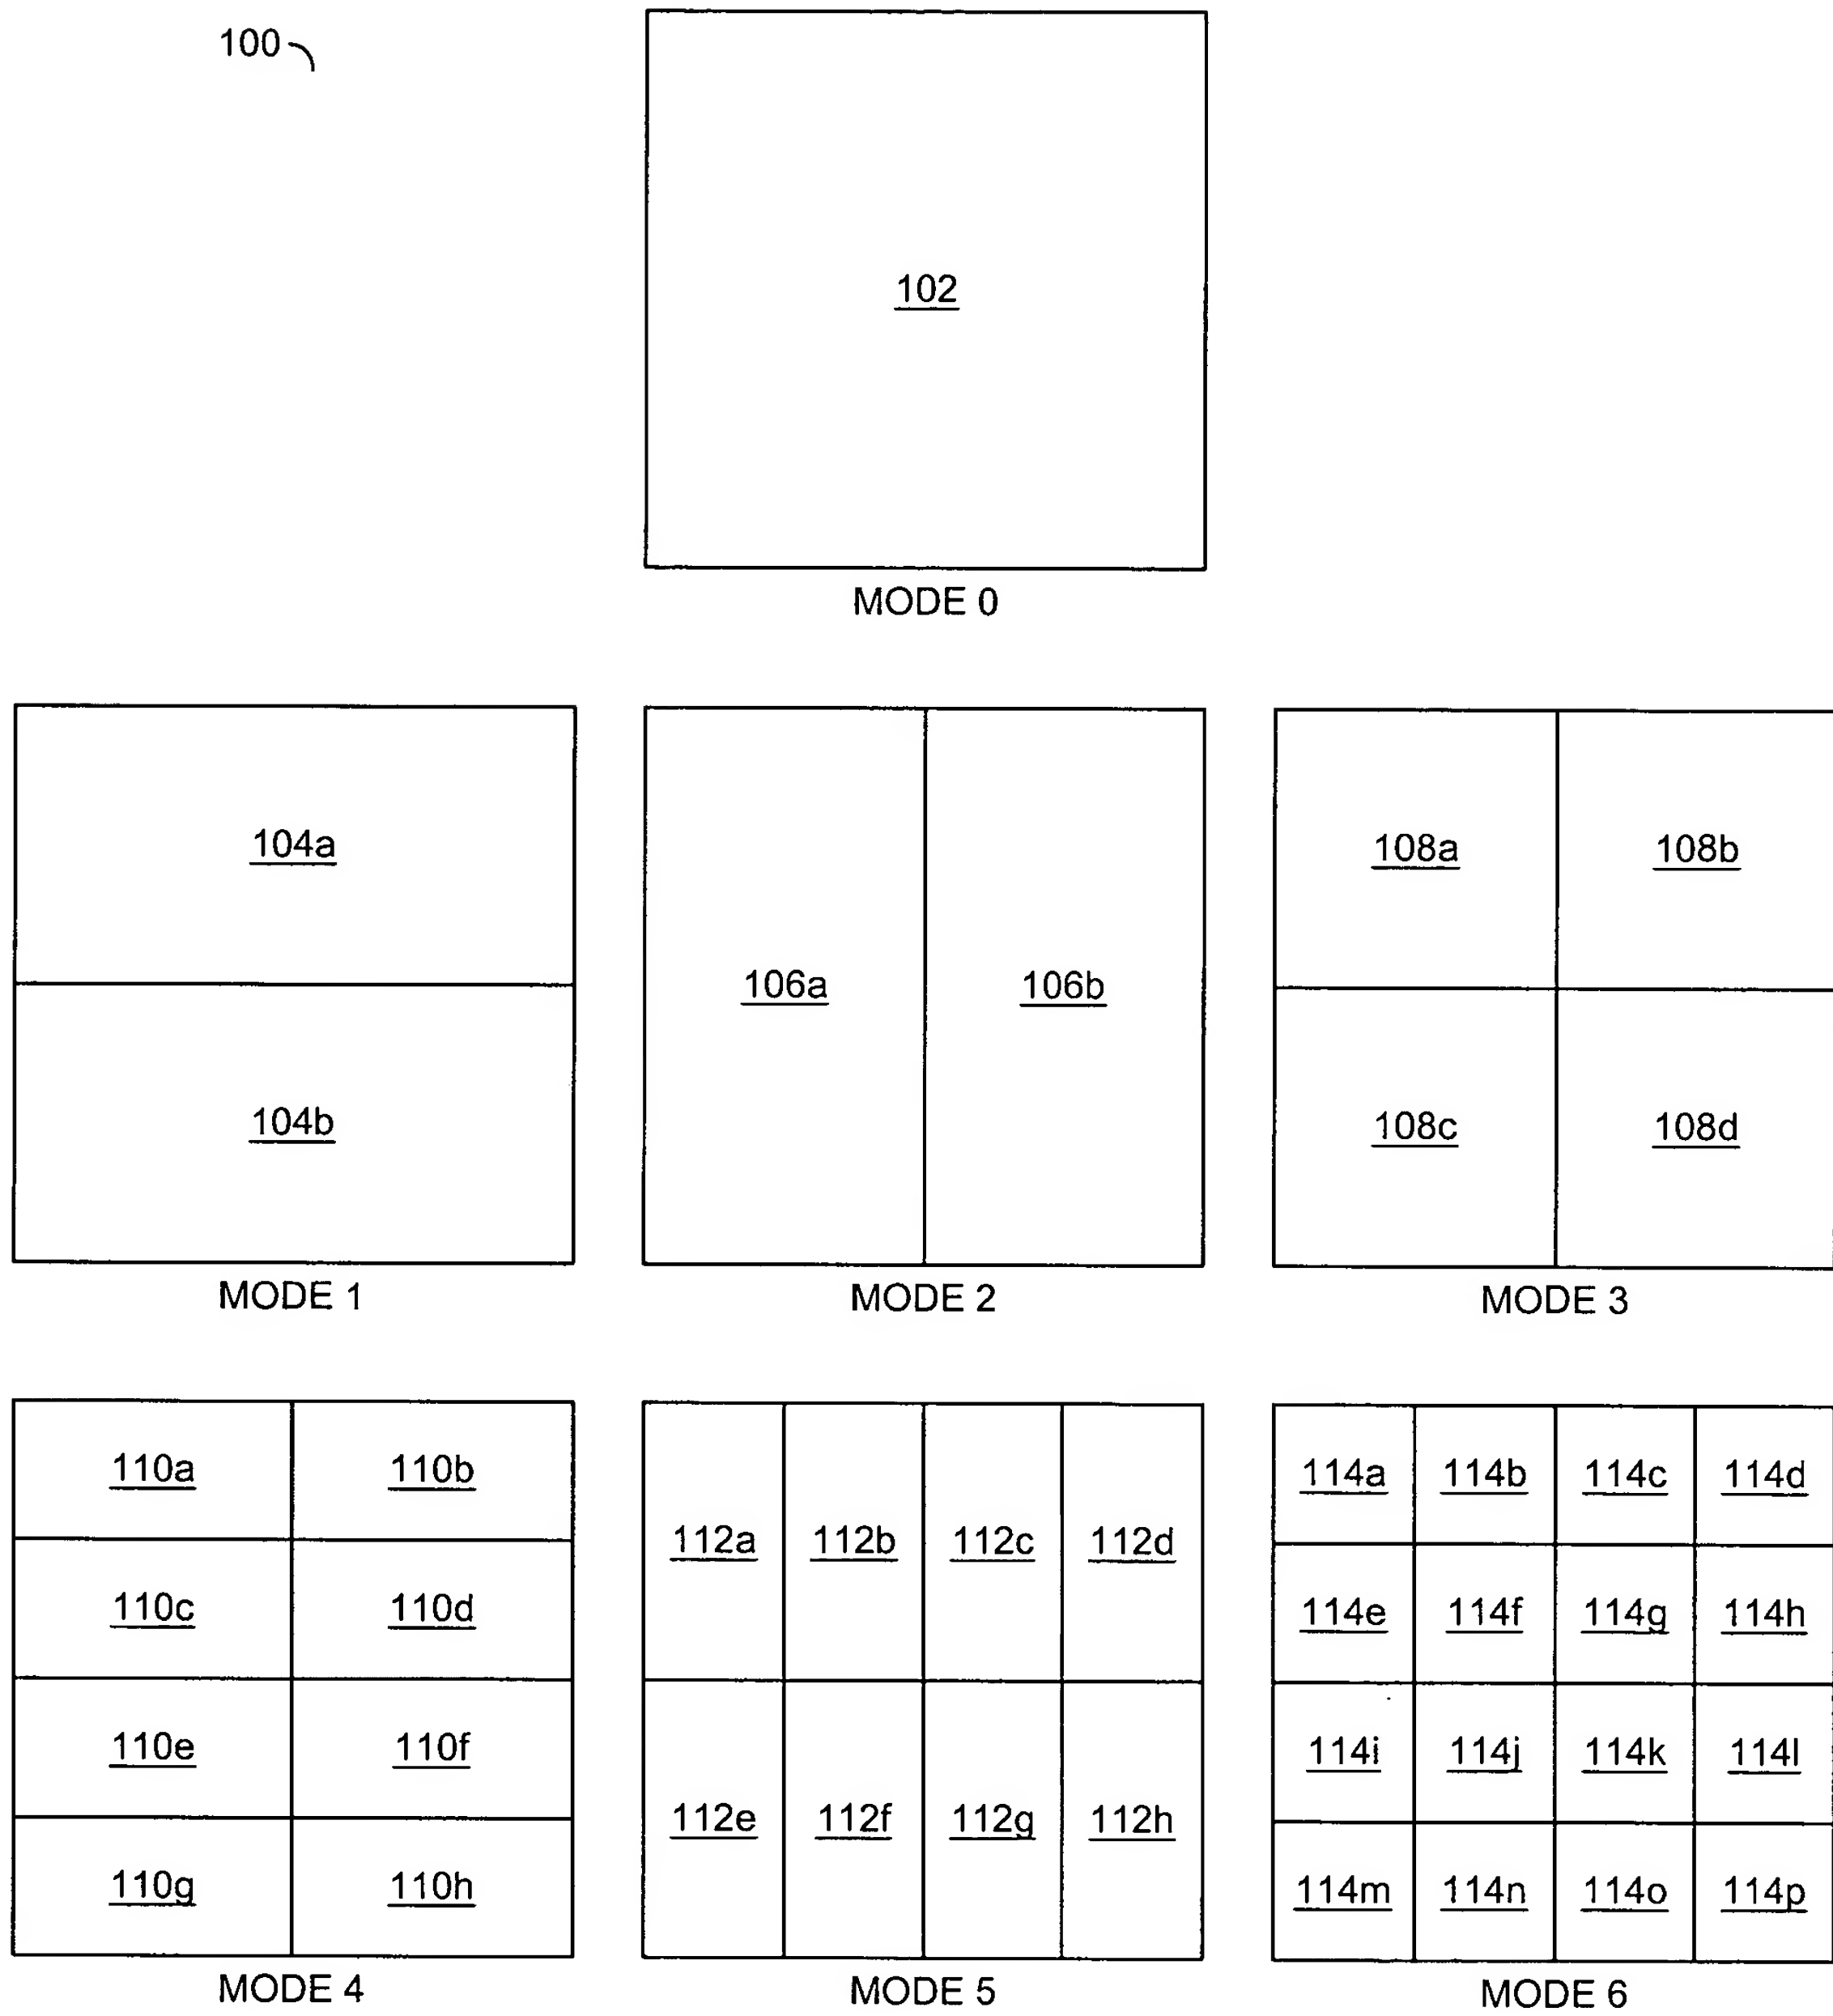 100
102
MODE 0
104a
104b
MODE 1
106a 106b
MODE 2
108a 108b
108c 108d
MODE 3
110a 110b
110c 110d
110e 110f
110g 110h
MODE 4
112a 112b 112c 112d
112e 112f 112g 112h
MODE 5
114a 114b 114c 114d
114e 114f 114g 114h
114i 114j 114k 114l
114m 114n 114o 114p
MODE 6